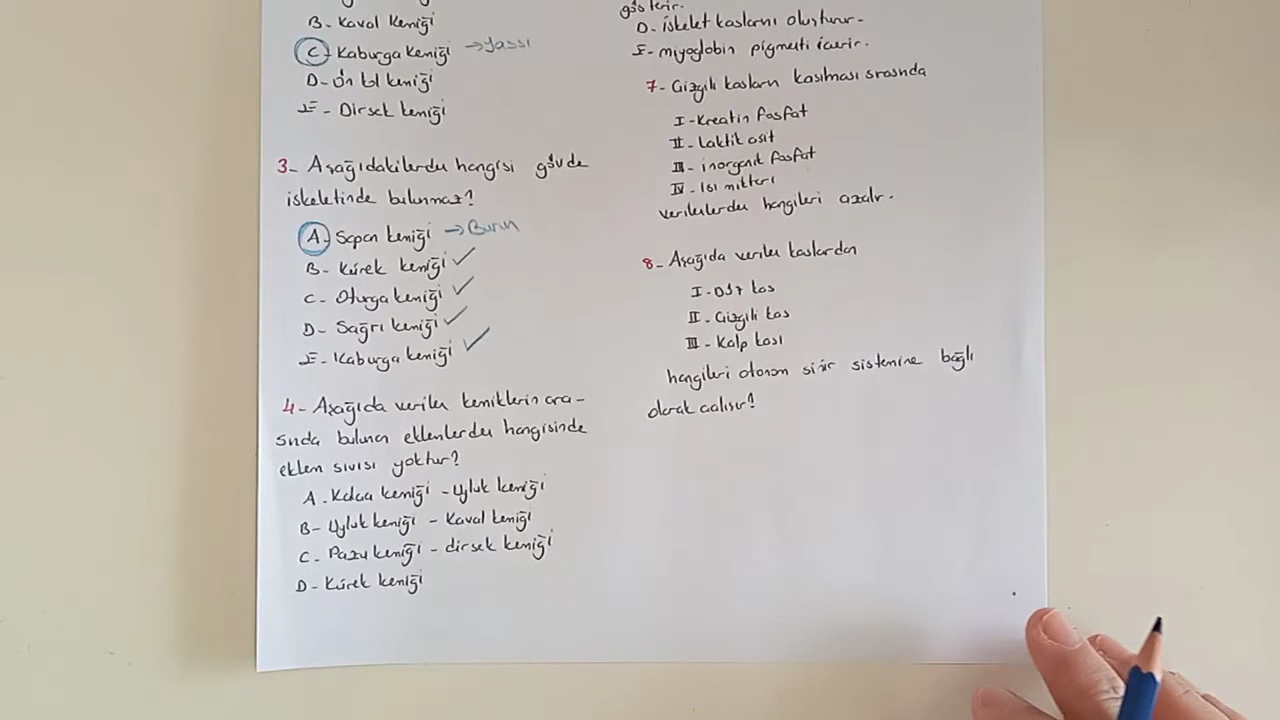 B- Kaval Kemiği
C- Kaburga Kemiği → Yassı
D- Ön kol kemiği
E- Dirsek kemiği
3- Aşağıdakilerden hangisi gövde
iskeletinde bulunmaz?
A- Sapan kemiği → Burun
B- Kürek kemiği ✓
C- Oturga kemiği ✓
D- Sağrı kemiği ✓
E- Kaburga kemiği ✓
4- Aşağıda verilen kemiklerin ara-
sında bulunan eklemlerden hangisinde
eklem sıvısı yoktur?
A- Kalça kemiği - Uyluk kemiği
B- Uyluk kemiği - Kaval kemiği
C- Pazu kemiği - dirsek kemiği
D- Kürek kemiği
gösterir.
D- iskelet kaslarını oluşturur.
E- miyoglobin pigmenti içerir.
7- Çizgili kasların kasılması sırasında
I- Kreatin fosfat
II- Laktik asit
III- inorganik fosfat
IV- Isı miktarı
verilenlerden hangileri azalır.
8- Aşağıda verilen kaslardan
I- Düz kas
II- Çizgili kas
III- Kalp kası
hangileri otonom sinir sistemine bağlı
olarak çalışır?